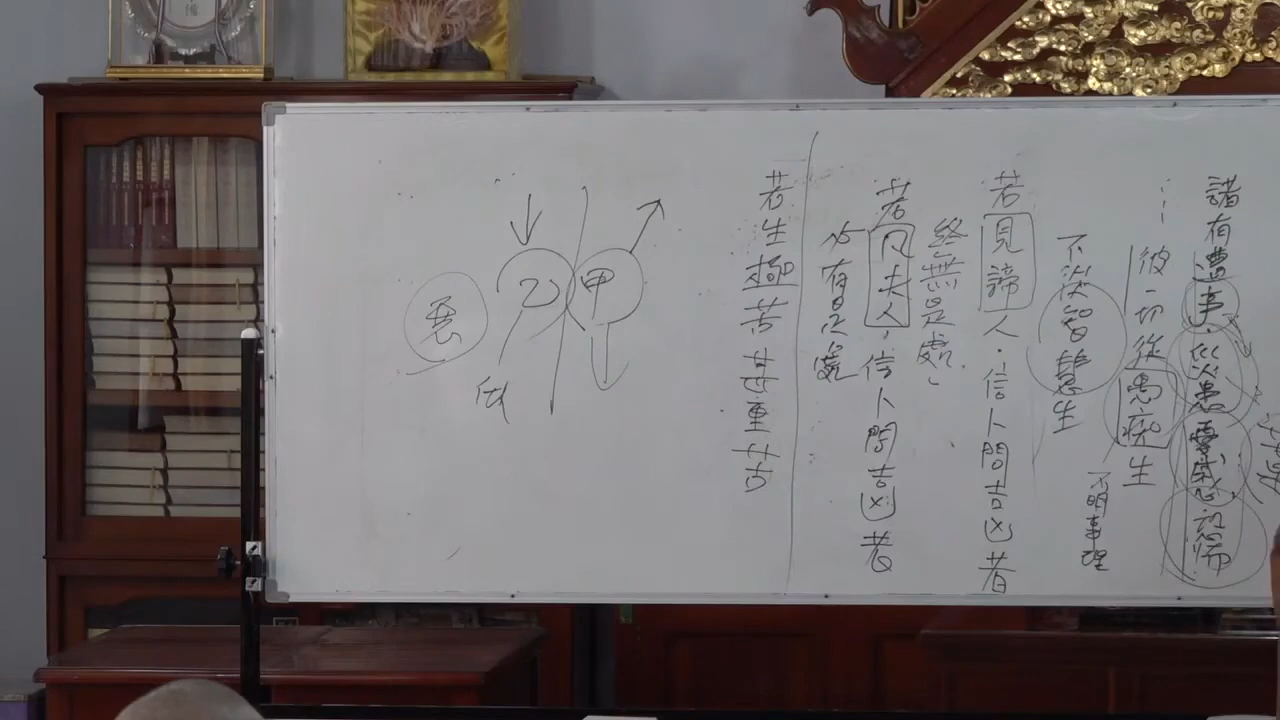 諸有遭事．災患憂慼恐怖
⋮彼一切從愚癡生
不明事理
不從智慧生
若見諦人．信卜問吉凶者
終無是處
若凡夫人．信卜問吉凶者
必有是處
若生極苦甚重苦
甲
乙